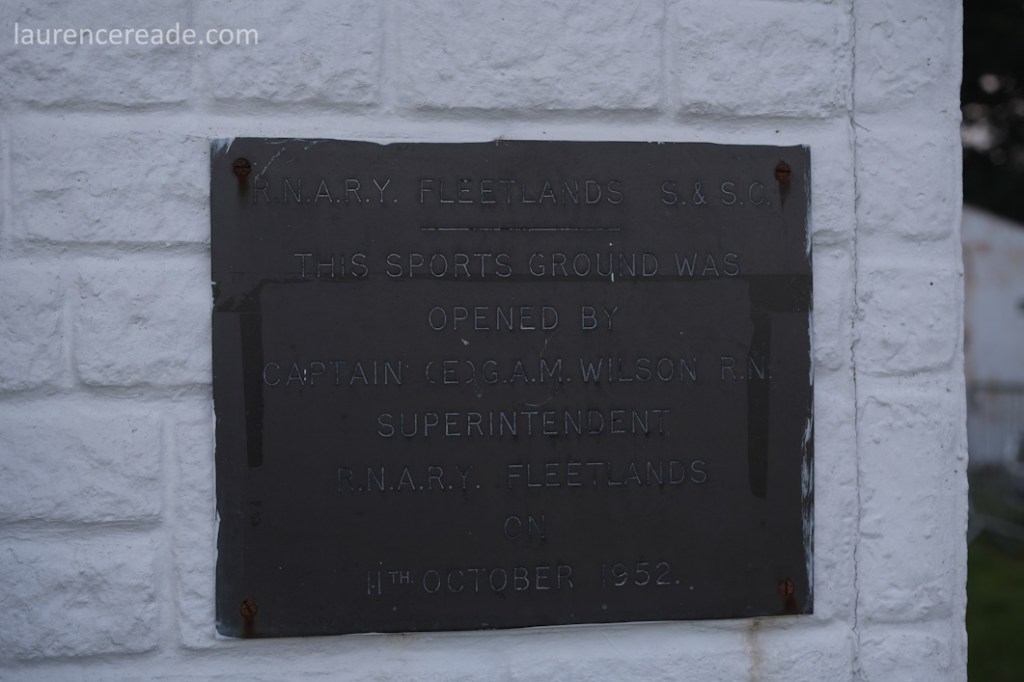 laurencereade.com
R.N.A.R.Y. FLEETLANDS S.& S.C.
THIS SPORTS GROUND WAS
OPENED BY
CAPTAIN (E) G.A.M. WILSON R.N.
SUPERINTENDENT
R.N.A.R.Y. FLEETLANDS
ON
11TH. OCTOBER 1952.